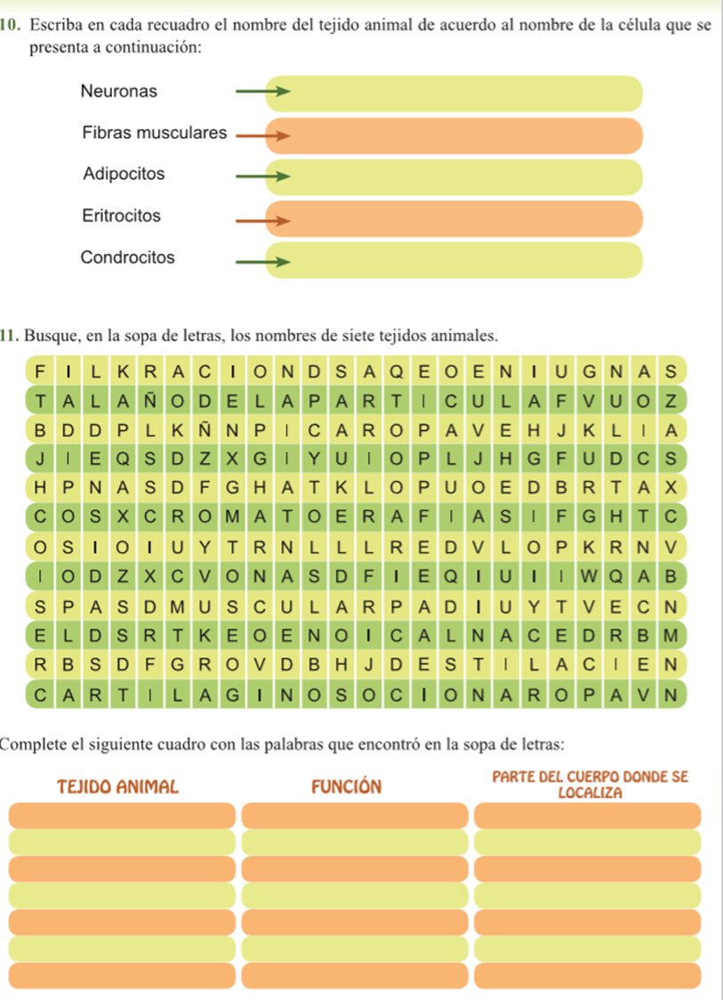 10. Escriba en cada recuadro el nombre del tejido animal de acuerdo al nombre de la célula que se
presenta a continuación:
Neuronas
Fibras musculares
Adipocitos
Eritrocitos
Condrocitos
11. Busque, en la sopa de letras, los nombres de siete tejidos animales.
F I L K R A C I O N D S A Q E O E N I U G N A S
T A L A Ñ O D E L A P A R T I C U L A F V U O Z
B D D P L K Ñ N P I C A R O P A V E H J K L I A
J I E Q S D Z X G I Y U I O P L J H G F U D C S
H P N A S D F G H A T K L O P U O E D B R T A X
C O S X C R O M A T O E R A F I A S I F G H T C
O S I O I U Y T R N L L L R E D V L O P K R N V
I O D Z X C V O N A S D F I E Q I U I I W Q A B
S P A S D M U S C U L A R P A D I U Y T V E C N
E L D S R T K E O E N O I C A L N A C E D R B M
R B S D F G R O V D B H J D E S T I L A C I E N
C A R T I L A G I N O S O C I O N A R O P A V N
Complete el siguiente cuadro con las palabras que encontró en la sopa de letras:
TEJIDO ANIMAL
FUNCIÓN
PARTE DEL CUERPO DONDE SE
LOCALIZA